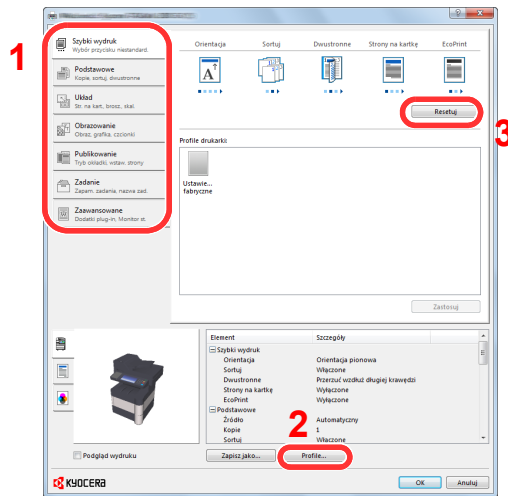 1
Szybki wydruk
Wybór przycisku niestandard.
Podstawowe
Kopie, sortuj, dwustronne
Układ
Str. na kart., brosz., skal.
Obrazowanie
Obraz, grafika, czcionki
Publikowanie
Tryb okładki, wstaw. strony
Zadanie
Zapam. zadania, nazwa zad.
Zaawansowane
Dodatki plug-in, Monitor st.
Orientacja Sortuj Dwustronne Strony na kartkę EcoPrint
A
Resetuj
3
Profile drukarki:
Ustawie...
fabryczne
Zastosuj
Element Szczegóły
Szybki wydruk
Orientacja Orientacja pionowa
Sortuj Włączone
Dwustronne Przerzuć wzdłuż długiej krawędzi
Strony na kartkę Wyłączone
EcoPrint Wyłączone
Podstawowe
Źródło Automatyczny
Kopie 1
Sortuj Włączone
2
Podgląd wydruku
Zapisz jako...
Profile...
KYOCERA
OK
Anuluj